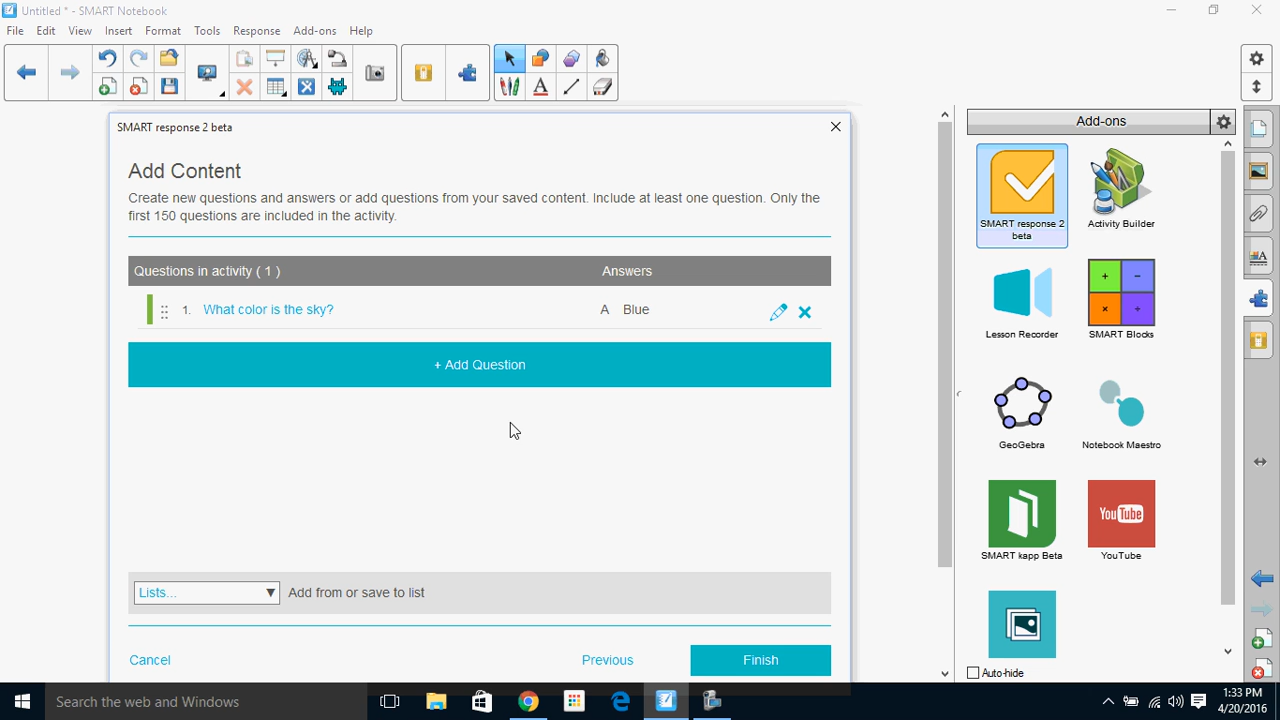 Untitled * - SMART Notebook
File Edit View Insert Format Tools Response Add-ons Help
SMART response 2 beta
Add Content
Create new questions and answers or add questions from your saved content. Include at least one question. Only the
first 150 questions are included in the activity.
Questions in activity ( 1 ) Answers
1. What color is the sky? A Blue
+ Add Question
Lists... Add from or save to list
Cancel Previous Finish
Add-ons
SMART response 2
beta
Activity Builder
Lesson Recorder
SMART Blocks
GeoGebra
Notebook Maestro
SMART kapp Beta
YouTube
YouTube
Auto-hide
Search the web and Windows
1:33 PM
4/20/2016